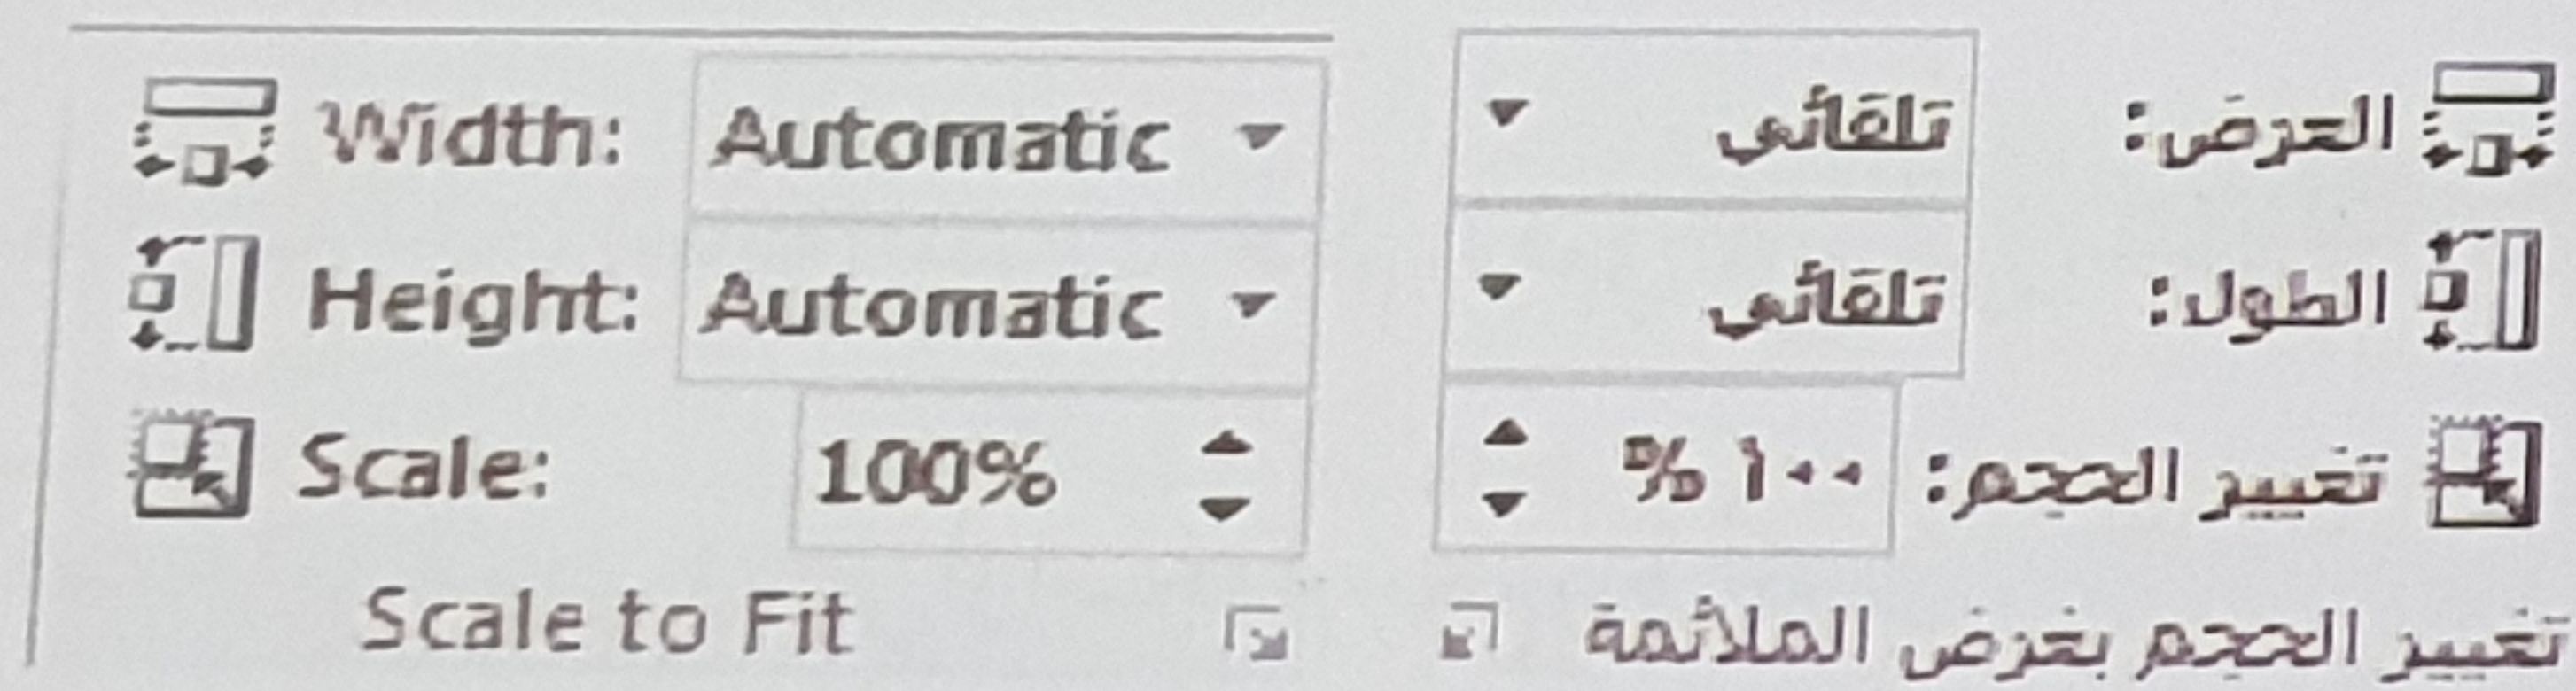 Width: Automatic
Height: Automatic
Scale: 100%
Scale to Fit
العرض: تلقائي
الطول: تلقائي
تغيير الحجم: ١٠٠ %
تغيير الحجم بغرض الملائمة